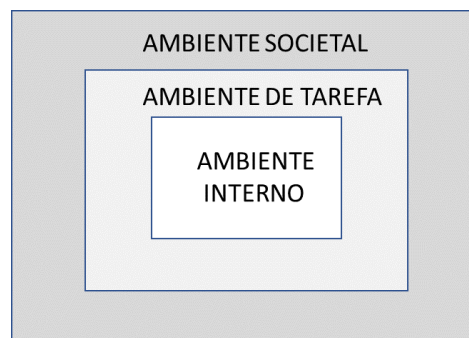 AMBIENTE SOCIETAL
AMBIENTE DE TAREFA
AMBIENTE
INTERNO